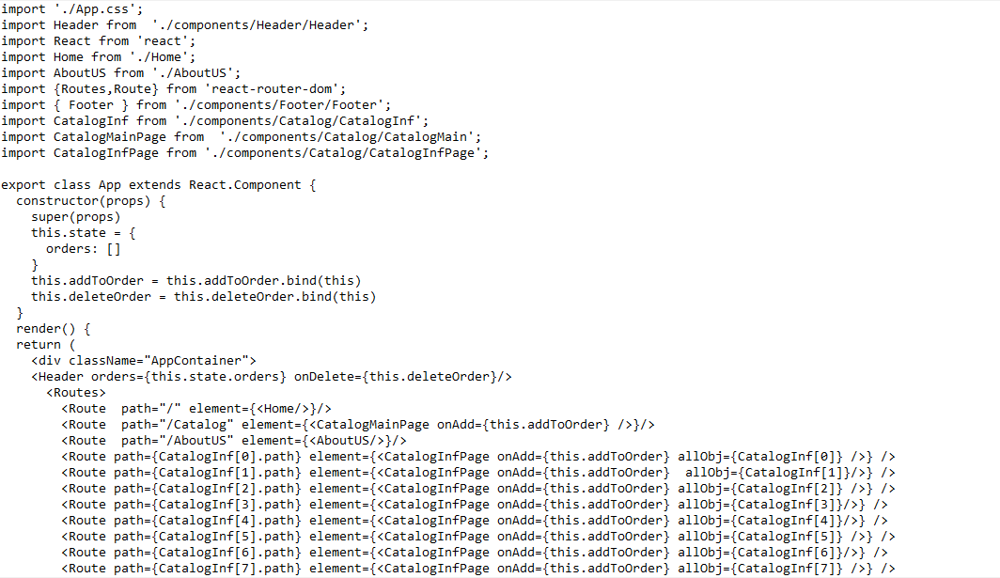 import './App.css';
import Header from  './components/Header/Header';
import React from 'react';
import Home from './Home';
import AboutUS from './AboutUS';
import {Routes,Route} from 'react-router-dom';
import { Footer } from './components/Footer/Footer';
import CatalogInf from './components/Catalog/CatalogInf';
import CatalogMainPage from  './components/Catalog/CatalogMain';
import CatalogInfPage from './components/Catalog/CatalogInfPage';

export class App extends React.Component {
  constructor(props) {
    super(props)
    this.state = {
      orders: []
    }
    this.addToOrder = this.addToOrder.bind(this)
    this.deleteOrder = this.deleteOrder.bind(this)
  }
  render() {
  return (
    <div className="AppContainer">
    <Header orders={this.state.orders} onDelete={this.deleteOrder}/>
      <Routes>
        <Route  path="/" element={<Home/>}/>
        <Route  path="/Catalog" element={<CatalogMainPage onAdd={this.addToOrder} />}/>
        <Route  path="/AboutUS" element={<AboutUS/>}/>
        <Route path={CatalogInf[0].path} element={<CatalogInfPage onAdd={this.addToOrder} allObj={CatalogInf[0]} />} />
        <Route path={CatalogInf[1].path} element={<CatalogInfPage onAdd={this.addToOrder}  allObj={CatalogInf[1]}/>} />
        <Route path={CatalogInf[2].path} element={<CatalogInfPage onAdd={this.addToOrder} allObj={CatalogInf[2]} />} />
        <Route path={CatalogInf[3].path} element={<CatalogInfPage onAdd={this.addToOrder} allObj={CatalogInf[3]}/>} />
        <Route path={CatalogInf[4].path} element={<CatalogInfPage onAdd={this.addToOrder} allObj={CatalogInf[4]}/>} />
        <Route path={CatalogInf[5].path} element={<CatalogInfPage onAdd={this.addToOrder} allObj={CatalogInf[5]} />} />
        <Route path={CatalogInf[6].path} element={<CatalogInfPage onAdd={this.addToOrder} allObj={CatalogInf[6]}/>} />
        <Route path={CatalogInf[7].path} element={<CatalogInfPage onAdd={this.addToOrder} allObj={CatalogInf[7]} />} />